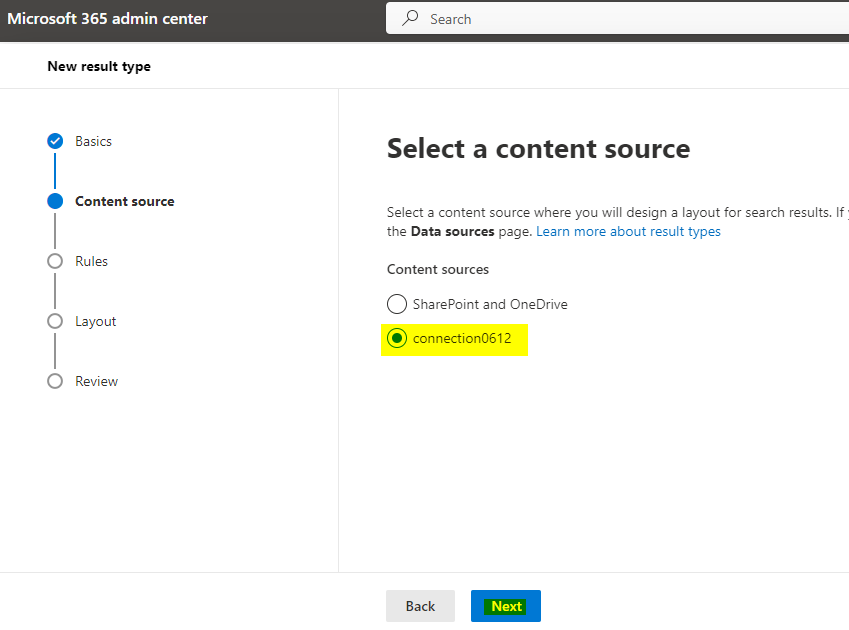 Microsoft 365 admin center
Search
New result type
Basics
Content source
Rules
Layout
Review
Select a content source
Select a content source where you will design a layout for search results. If
the Data sources page. Learn more about result types
Content sources
SharePoint and OneDrive
connection0612
Back
Next